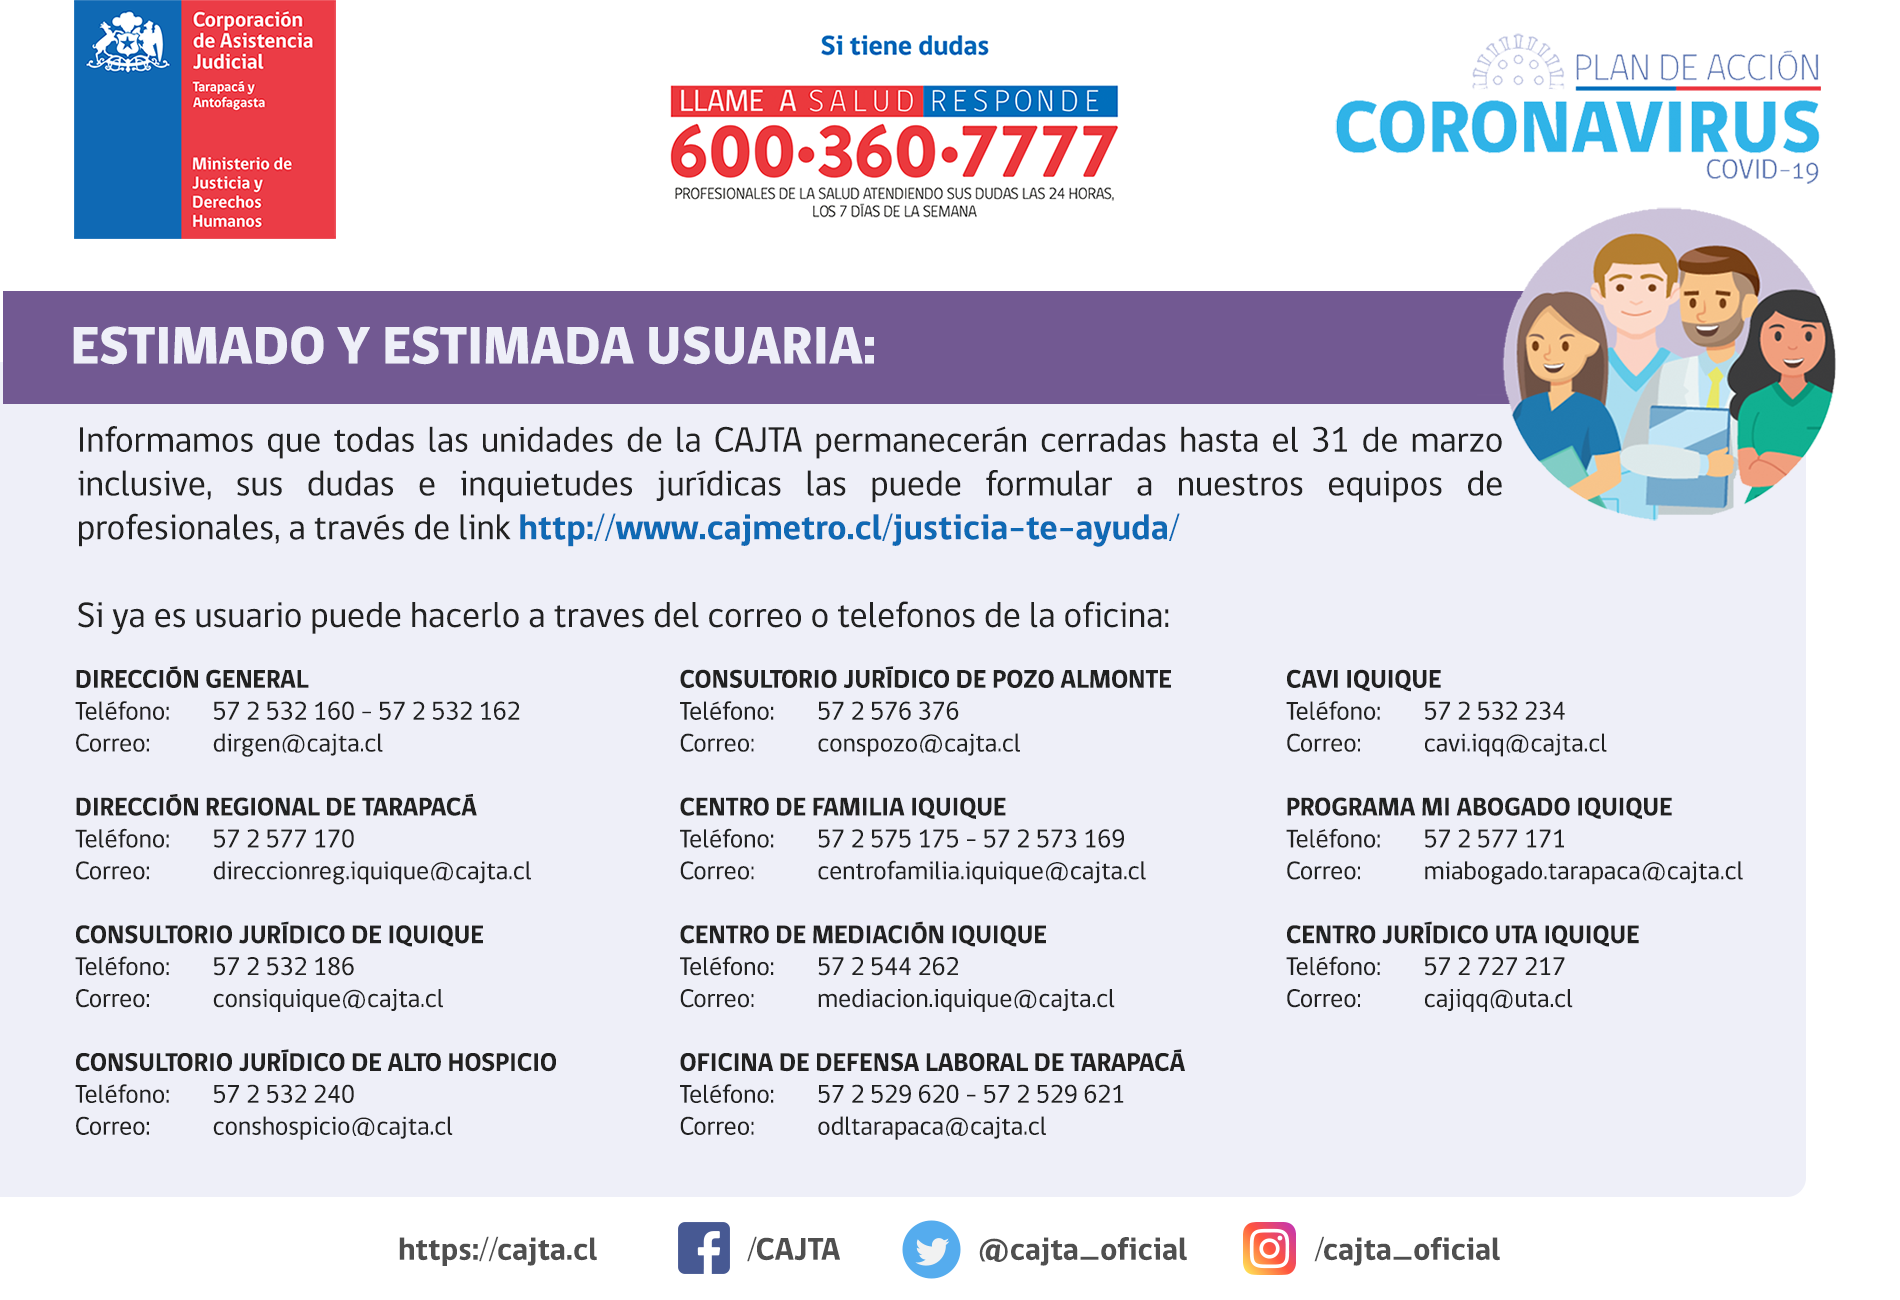 Corporación
de Asistencia
Judicial
Tarapacá y
Antofagasta
Ministerio de
Justicia y
Derechos
Humanos
Si tiene dudas
LLAME A SALUD RESPONDE
600•360•7777
PROFESIONALES DE LA SALUD ATENDIENDO SUS DUDAS LAS 24 HORAS,
LOS 7 DÍAS DE LA SEMANA
PLAN DE ACCIÓN
CORONAVIRUS
COVID-19
ESTIMADO Y ESTIMADA USUARIA:
Informamos que todas las unidades de la CAJTA permanecerán cerradas hasta el 31 de marzo
inclusive, sus dudas e inquietudes jurídicas las puede formular a nuestros equipos de
profesionales, a través de link http://www.cajmetro.cl/justicia-te-ayuda/
Si ya es usuario puede hacerlo a traves del correo o telefonos de la oficina:
DIRECCIÓN GENERAL
Teléfono: 57 2 532 160 - 57 2 532 162
Correo: dirgen@cajta.cl
DIRECCIÓN REGIONAL DE TARAPACÁ
Teléfono: 57 2 577 170
Correo: direccionreg.iquique@cajta.cl
CONSULTORIO JURÍDICO DE IQUIQUE
Teléfono: 57 2 532 186
Correo: consiquique@cajta.cl
CONSULTORIO JURÍDICO DE ALTO HOSPICIO
Teléfono: 57 2 532 240
Correo: conshospicio@cajta.cl
CONSULTORIO JURÍDICO DE POZO ALMONTE
Teléfono: 57 2 576 376
Correo: conspozo@cajta.cl
CENTRO DE FAMILIA IQUIQUE
Teléfono: 57 2 575 175 - 57 2 573 169
Correo: centrofamilia.iquique@cajta.cl
CENTRO DE MEDIACIÓN IQUIQUE
Teléfono: 57 2 544 262
Correo: mediacion.iquique@cajta.cl
OFICINA DE DEFENSA LABORAL DE TARAPACÁ
Teléfono: 57 2 529 620 - 57 2 529 621
Correo: odltarapaca@cajta.cl
CAVI IQUIQUE
Teléfono: 57 2 532 234
Correo: cavi.iqq@cajta.cl
PROGRAMA MI ABOGADO IQUIQUE
Teléfono: 57 2 577 171
Correo: miabogado.tarapaca@cajta.cl
CENTRO JURÍDICO UTA IQUIQUE
Teléfono: 57 2 727 217
Correo: cajiqq@uta.cl
https://cajta.cl /CAJTA @cajta_oficial /cajta_oficial